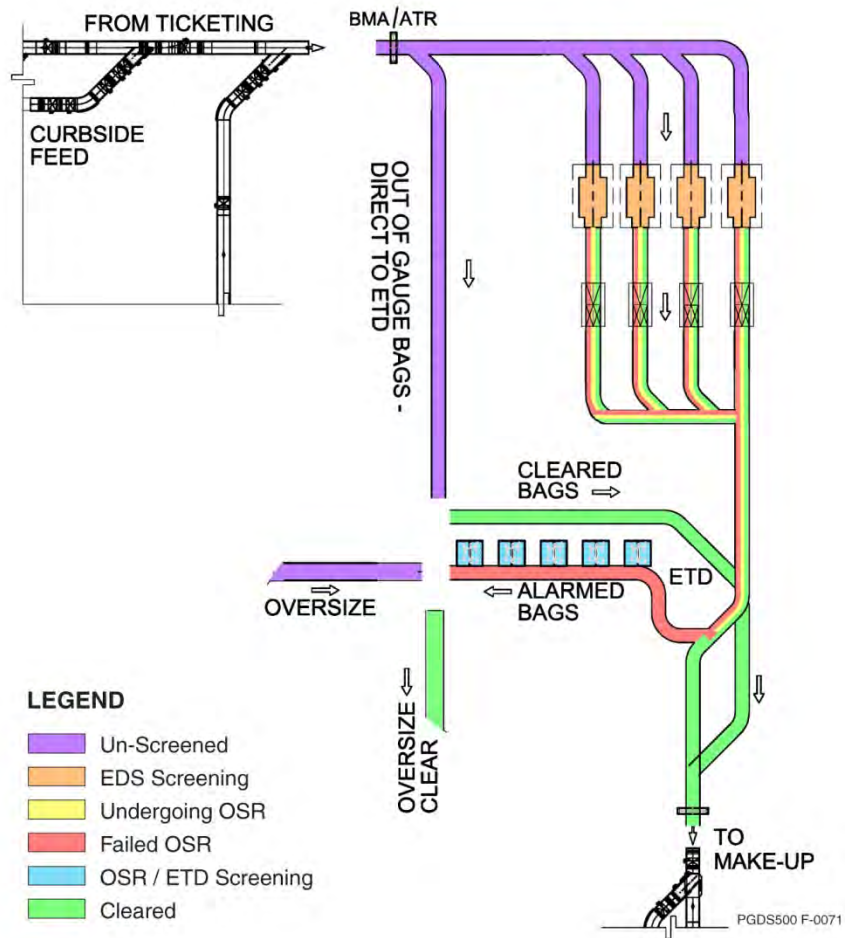 FROM TICKETING
BMA/ATR
CURBSIDE
FEED
OUT OF GAUGE BAGS -
DIRECT TO ETD
CLEARED
BAGS
ETD
OVERSIZE
ALARMED
BAGS
OVERSIZE
CLEAR
LEGEND
Un-Screened
EDS Screening
Undergoing OSR
Failed OSR
OSR / ETD Screening
Cleared
TO
MAKE-UP
PGDS500 F-0071